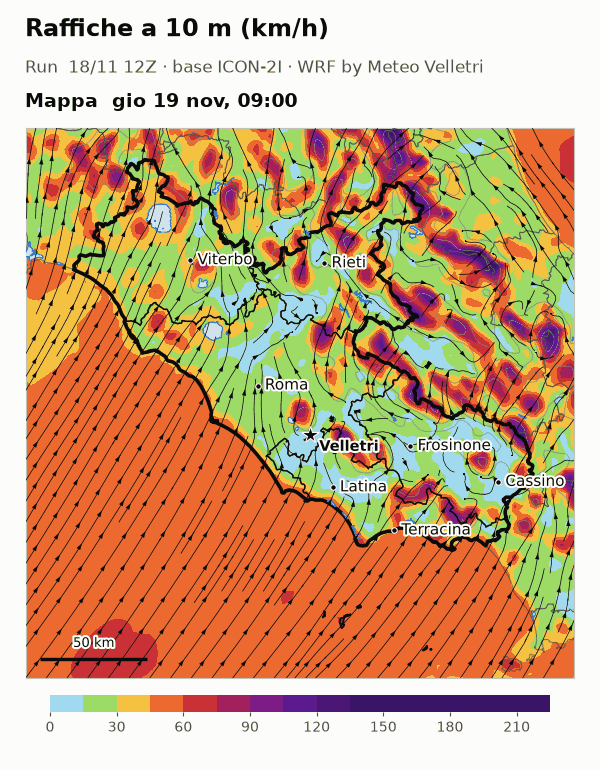 Raffiche a 10 m (km/h)
Run  18/11 12Z · base ICON-2I · WRF by Meteo Velletri
Mappa  gio 19 nov, 09:00
Viterbo
Rieti
Roma
Velletri
Frosinone
Cassino
Latina
Terracina
50 km
0 30 60 90 120 150 180 210